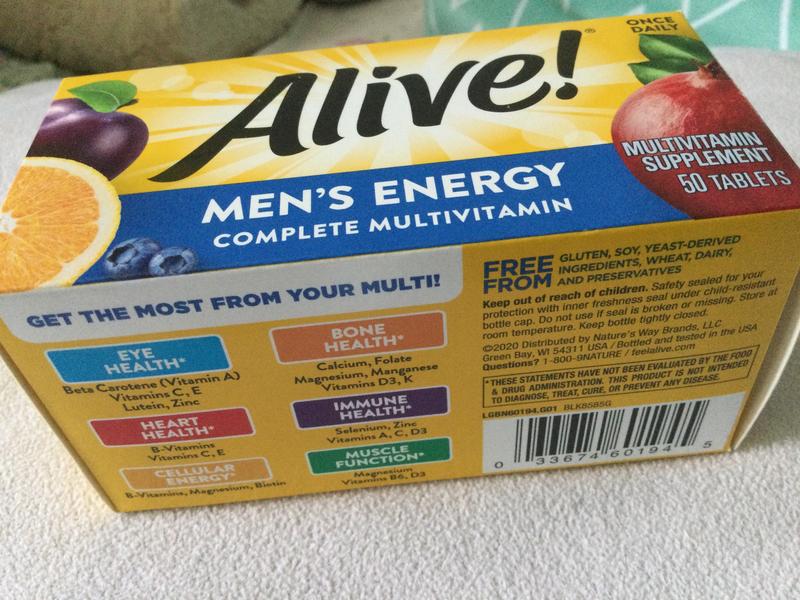 ONCE
DAILY
Alive!®
MULTIVITAMIN
SUPPLEMENT
50 TABLETS
MEN'S ENERGY
COMPLETE MULTIVITAMIN
GET THE MOST FROM YOUR MULTI!
EYE
HEALTH*
Beta Carotene (Vitamin A)
Vitamins C, E
Lutein, Zinc
HEART
HEALTH*
B-Vitamins
Vitamins C, E
CELLULAR
ENERGY*
B-Vitamins, Magnesium, Biotin
BONE
HEALTH*
Calcium, Folate
Magnesium, Manganese
Vitamins D3, K
IMMUNE
HEALTH*
Selenium, Zinc
Vitamins A, C, D3
MUSCLE
FUNCTION*
Magnesium
Vitamins B6, D3
FREE
FROM
GLUTEN, SOY, YEAST-DERIVED
INGREDIENTS, WHEAT, DAIRY,
AND PRESERVATIVES
Keep out of reach of children. Safety sealed for your
protection with inner freshness seal under child-resistant
bottle cap. Do not use if seal is broken or missing. Store at
room temperature. Keep bottle tightly closed.
©2020 Distributed by Nature's Way Brands, LLC
Green Bay, WI 54311 USA / Bottled and tested in the USA
Questions? 1-800-9NATURE / feelalive.com
*THESE STATEMENTS HAVE NOT BEEN EVALUATED BY THE FOOD
& DRUG ADMINISTRATION. THIS PRODUCT IS NOT INTENDED
TO DIAGNOSE, TREAT, CURE, OR PREVENT ANY DISEASE.
LGBN60194.G01 BLK8585G
0 33674 60194 5